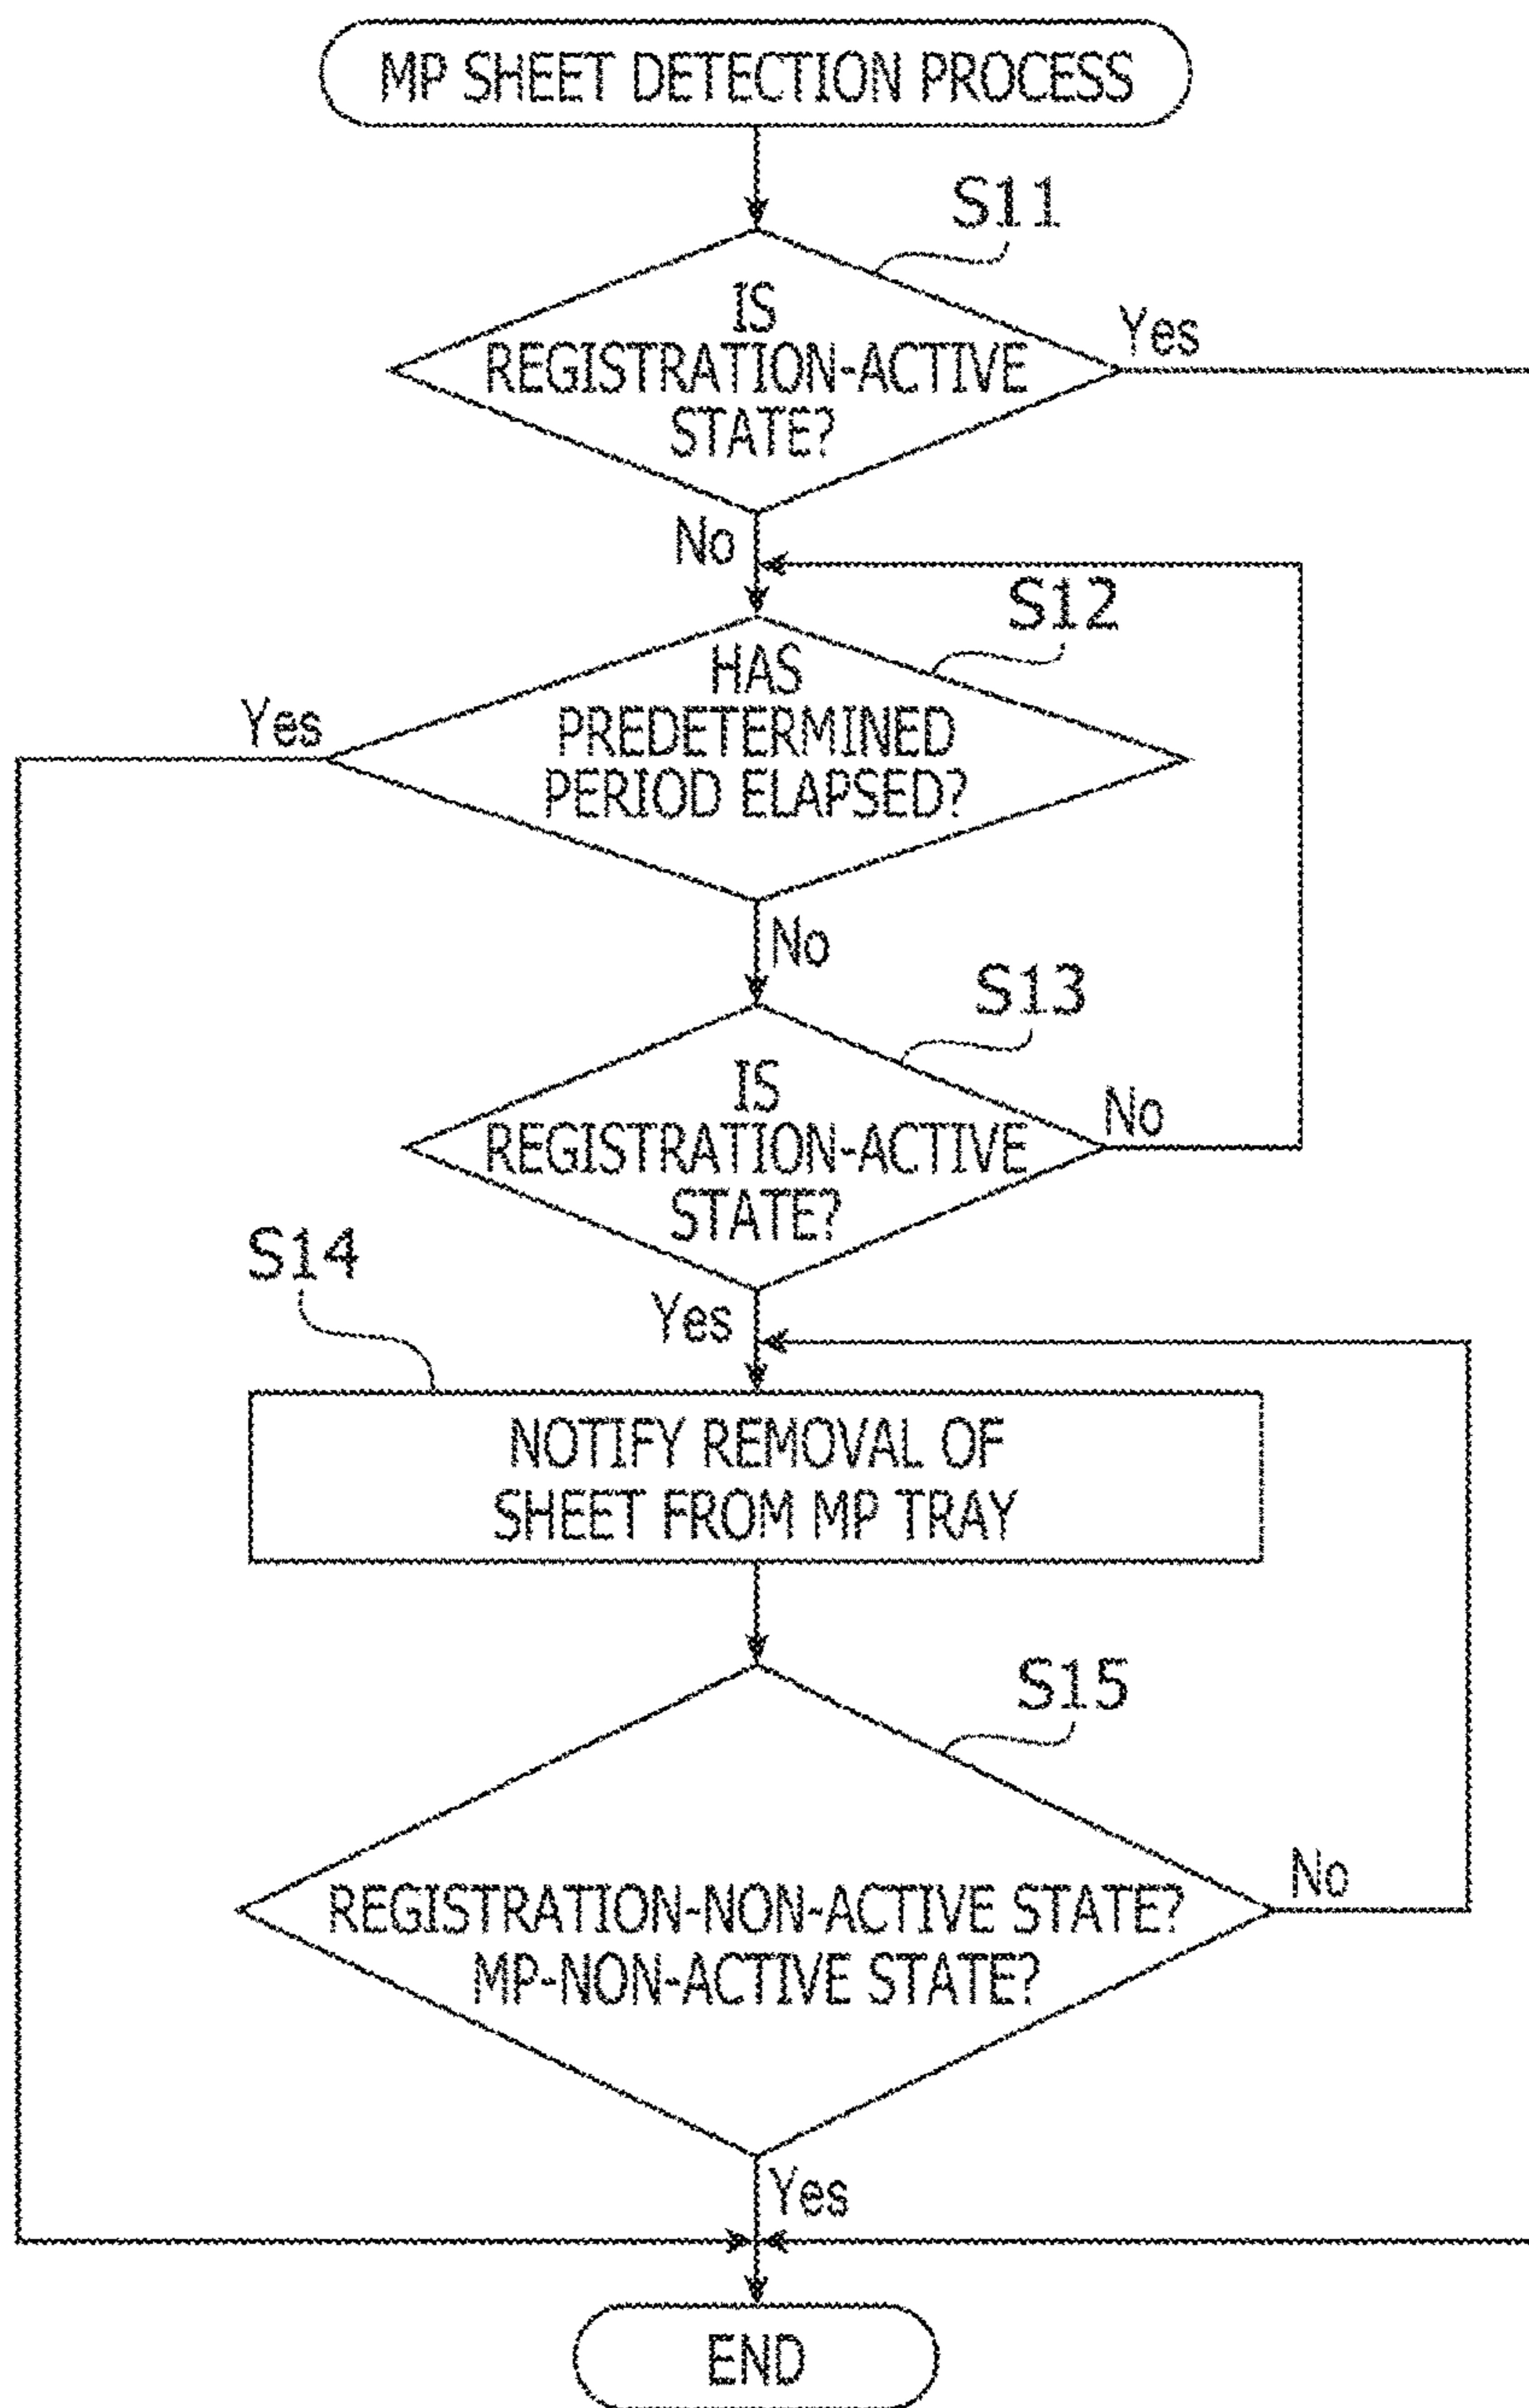 MP SHEET DETECTION PROCESS
S11
IS
REGISTRATION-ACTIVE
STATE?
Yes
No
S12
HAS
PREDETERMINED
PERIOD ELAPSED?
Yes
No
S13
IS
REGISTRATION-ACTIVE
STATE?
No
Yes
S14
NOTIFY REMOVAL OF
SHEET FROM MP TRAY
S15
REGISTRATION-NON-ACTIVE STATE?
MP-NON-ACTIVE STATE?
No
Yes
END